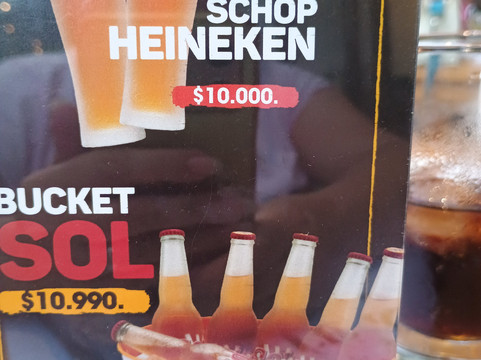 SCHOP
HEINEKEN
$10.000.
BUCKET
SOL
$10.990.